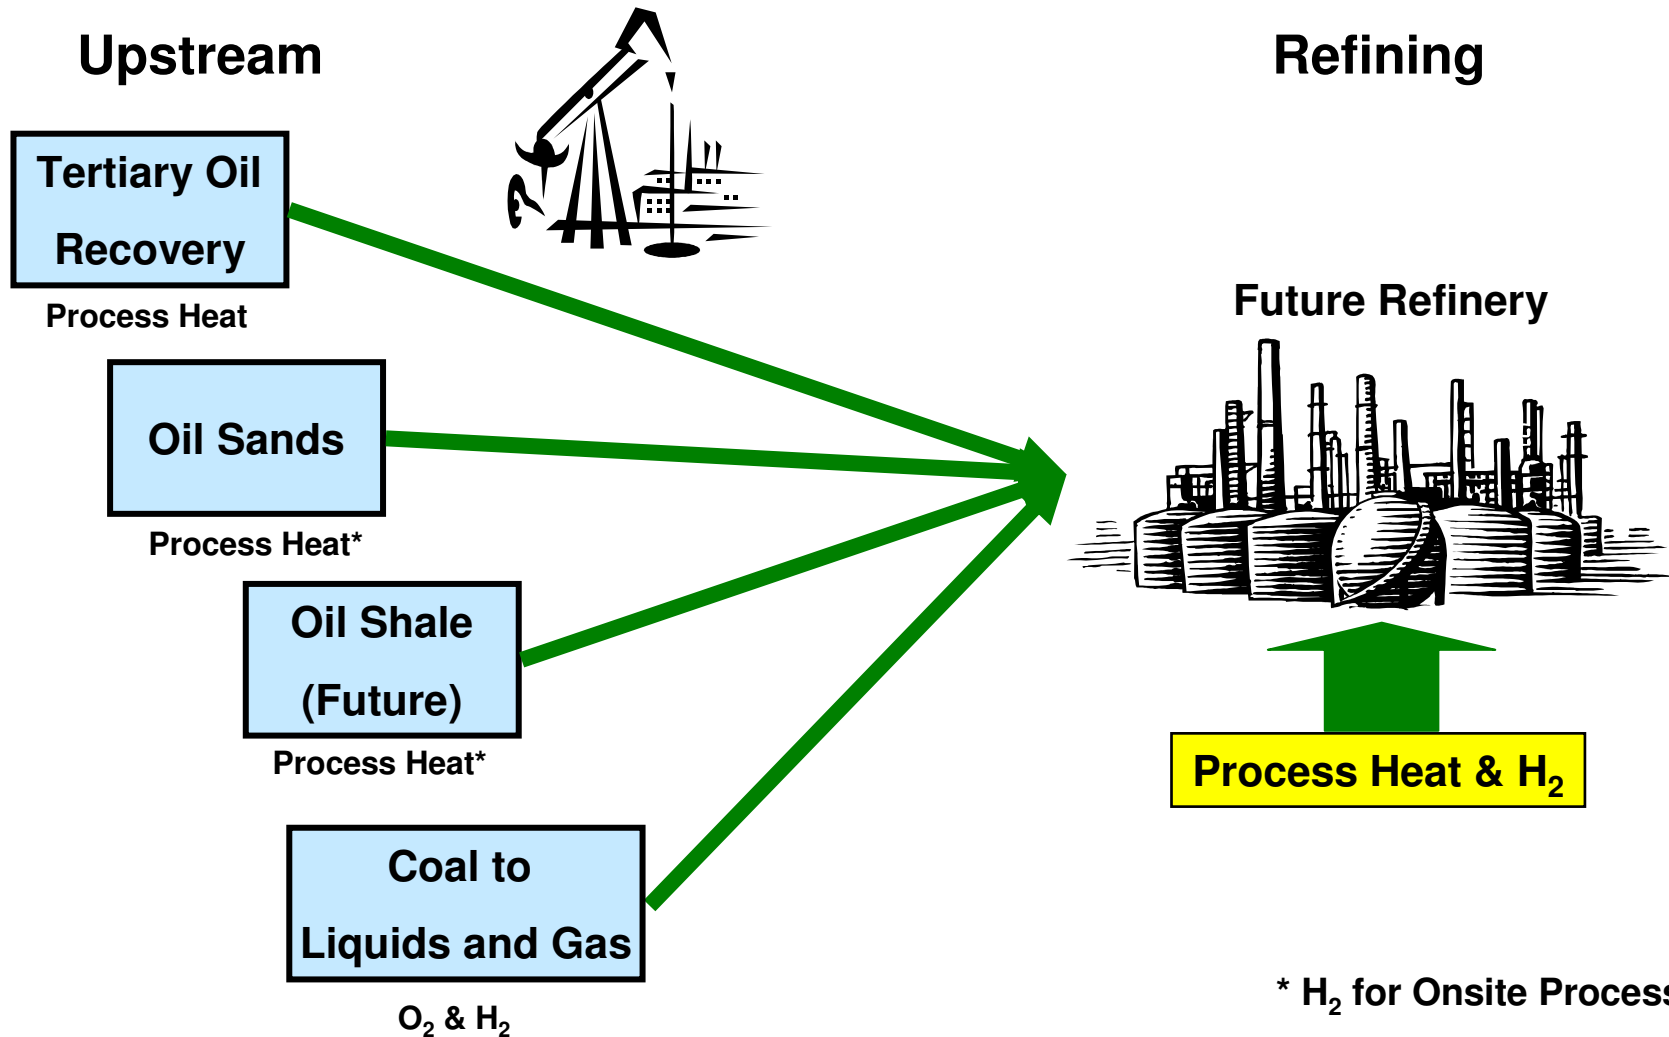 Upstream
Refining
Tertiary Oil
Recovery
Process Heat
Future Refinery
Oil Sands
Process Heat*
Oil Shale
(Future)
Process Heat*
Process Heat & H₂
Coal to
Liquids and Gas
O₂ & H₂
* H₂ for Onsite Process